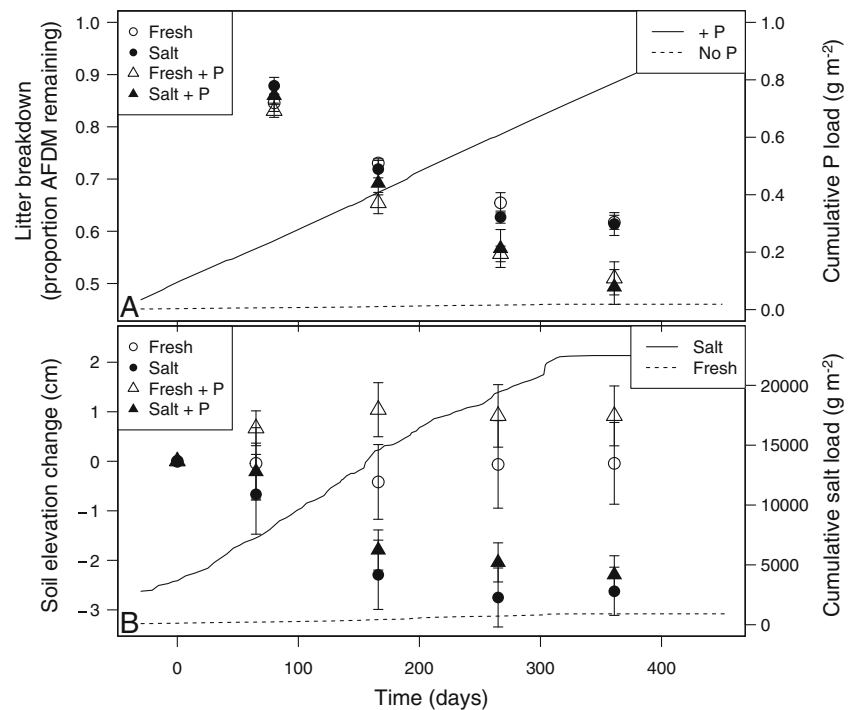 Litter breakdown
(proportion AFDM remaining)
1.0
0.9
0.8
0.7
0.6
0.5
Fresh
Salt
Fresh + P
Salt + P
+ P
No P
A
1.0
0.8
0.6
0.4
0.2
0.0
Cumulative P load (g m⁻²)
Soil elevation change (cm)
2
1
0
−1
−2
−3
Fresh
Salt
Fresh + P
Salt + P
Salt
Fresh
B
20000
15000
10000
5000
0
Cumulative salt load (g m⁻²)
0 100 200 300 400
Time (days)